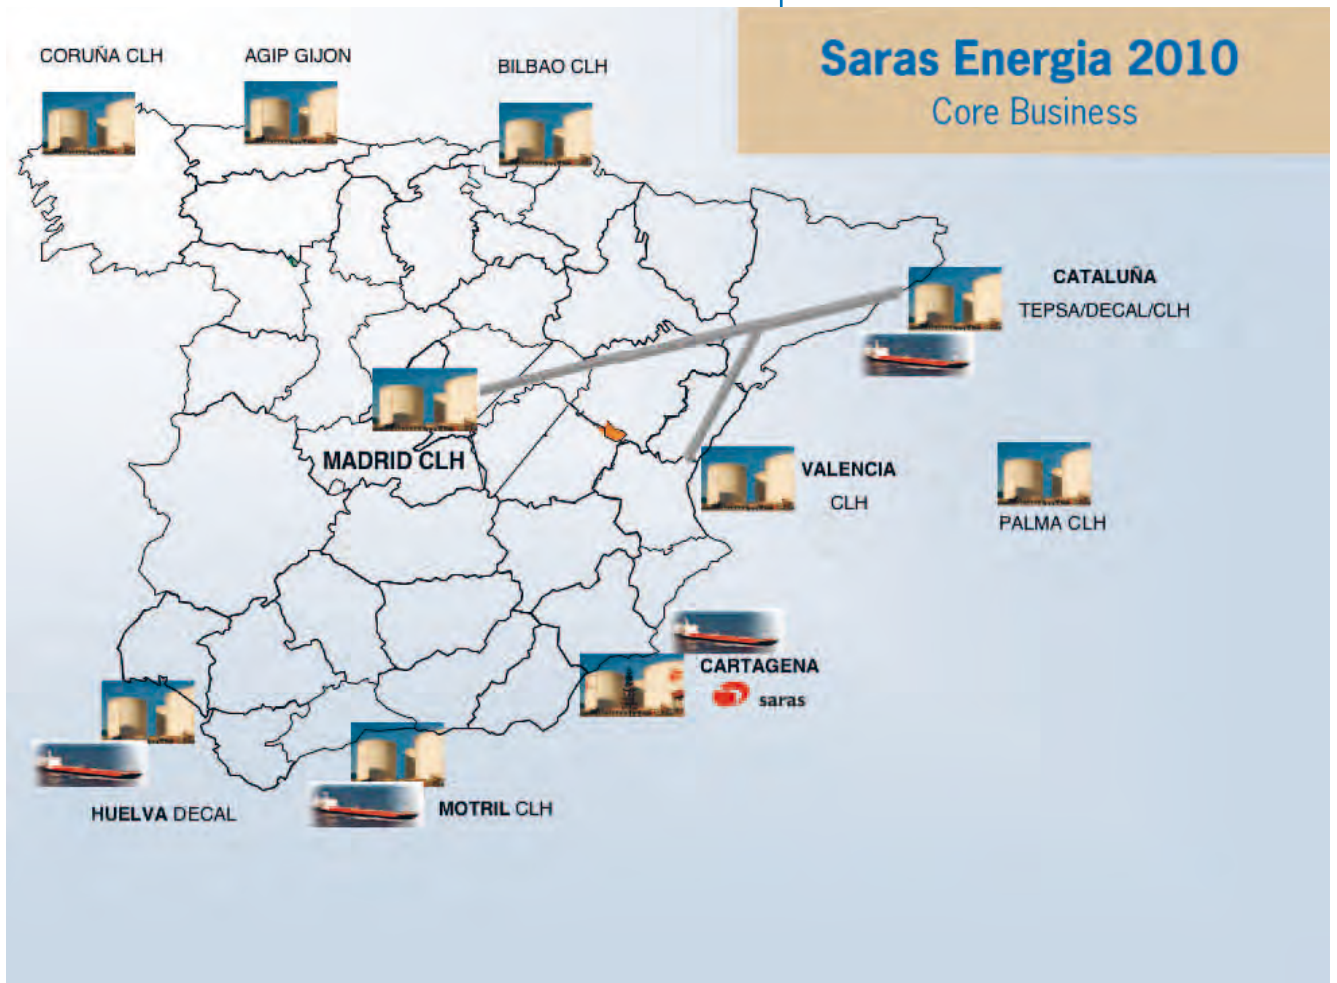 Saras Energia 2010
Core Business
CORUÑA CLH
AGIP GIJON
BILBAO CLH
CATALUÑA
TEPSA/DECAL/CLH
MADRID CLH
VALENCIA
CLH
PALMA CLH
CARTAGENA
saras
HUELVA DECAL
MOTRIL CLH